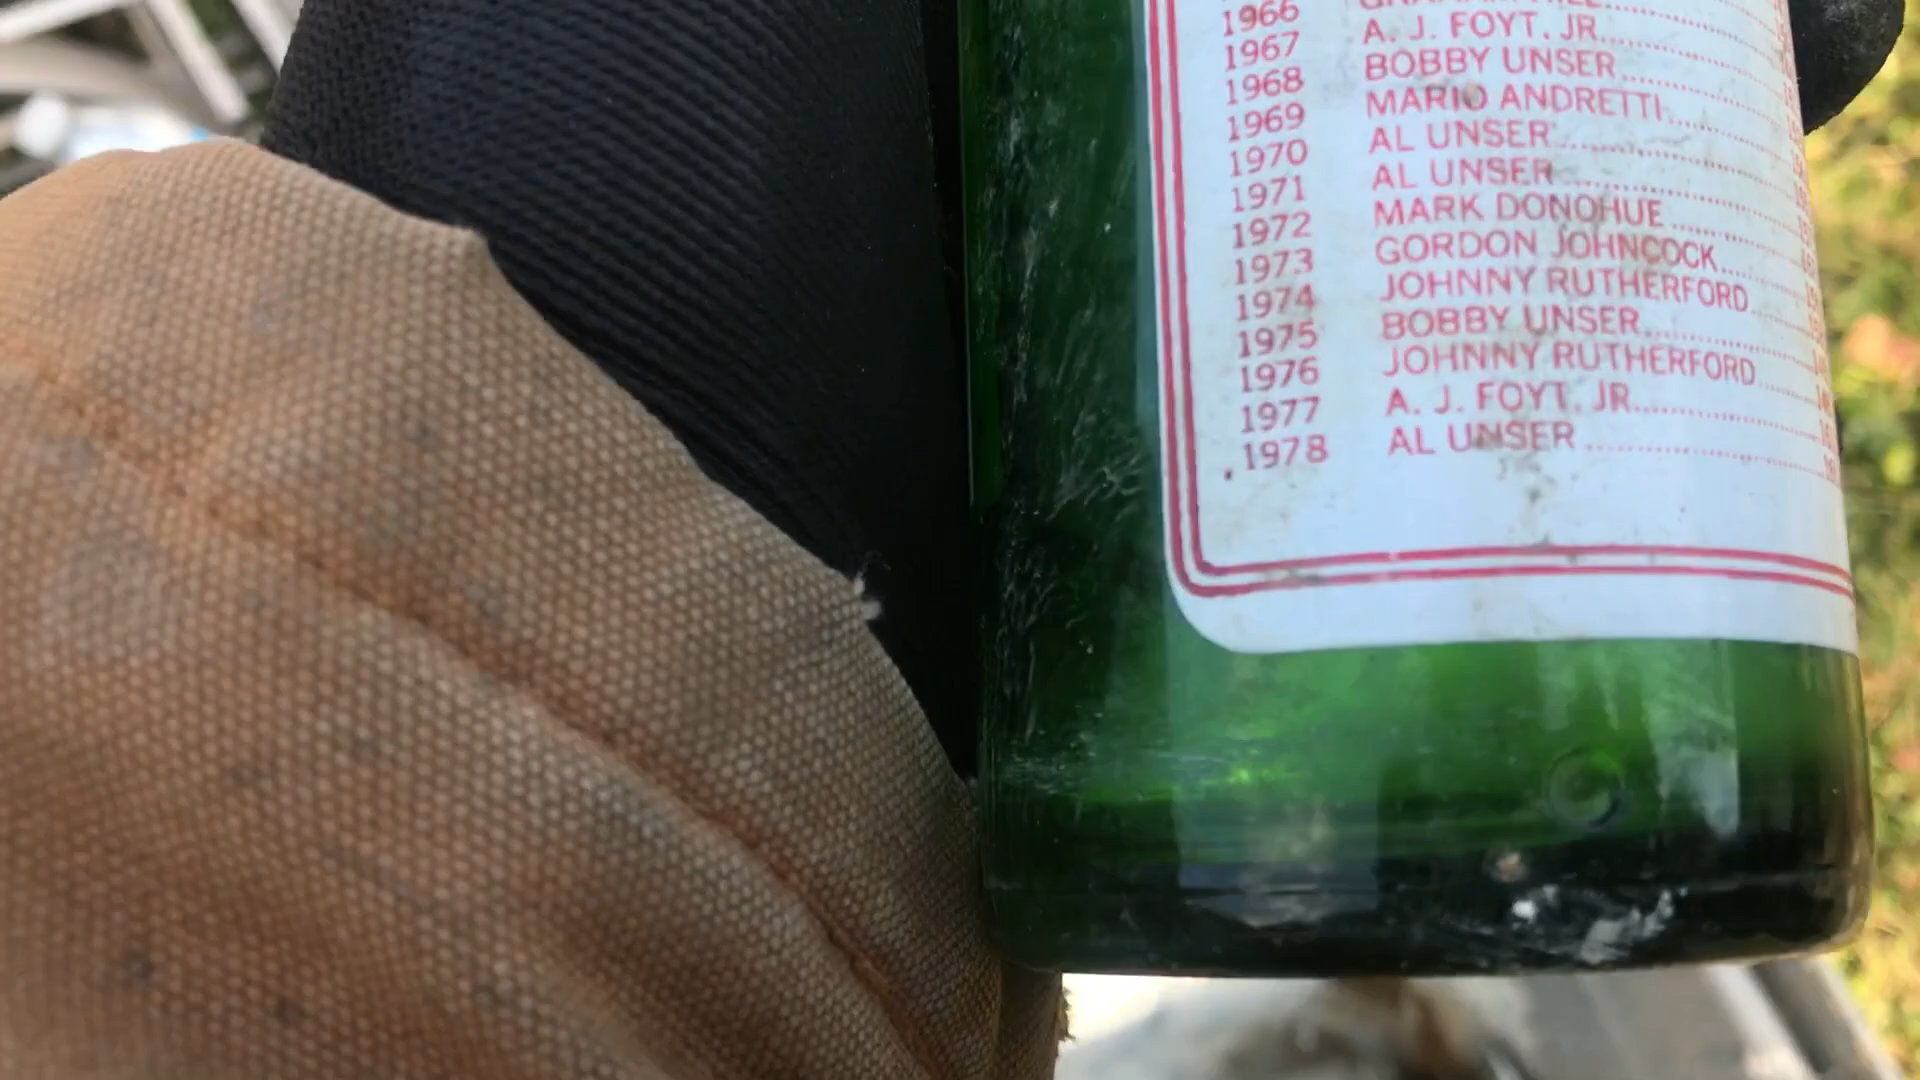 1966
1967 A. J. FOYT. JR.
1968 BOBBY UNSER
1969 MARIO ANDRETTI
1970 AL UNSER
1971 AL UNSER
1972 MARK DONOHUE
1973 GORDON JOHNCOCK
1974 JOHNNY RUTHERFORD
1975 BOBBY UNSER
1976 JOHNNY RUTHERFORD
1977 A. J. FOYT. JR.
1978 AL UNSER